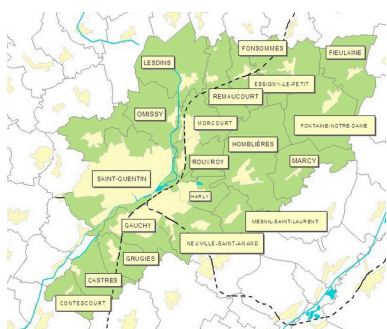 FONSOMMES
FIEULAINE
LESDINS
ESSIGNY-LE-PETIT
REMAUCOURT
OMISSY
MORCOURT
FONTAINE-NOTRE-DAME
HOMBLIÈRES
ROUVROY
MARCY
SAINT-QUENTIN
HARLY
MESNIL-SAINT-LAURENT
GAUCHY
NEUVILLE-SAINT-AMAND
GRUGIES
CASTRES
CONTESCOURT